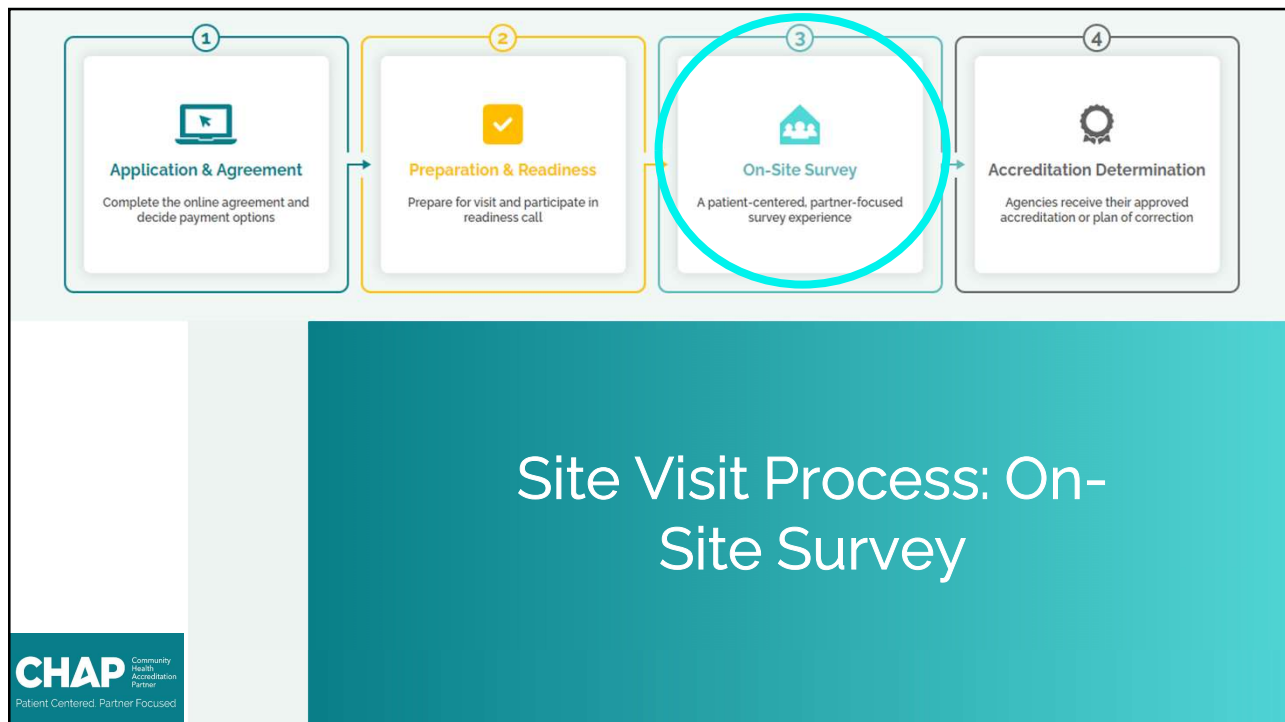 1
Application & Agreement
Complete the online agreement and
decide payment options
2
Preparation & Readiness
Prepare for visit and participate in
readiness call
3
On-Site Survey
A patient-centered, partner-focused
survey experience
4
Accreditation Determination
Agencies receive their approved
accreditation or plan of correction
Site Visit Process: On-
Site Survey
CHAP
Community
Health
Accreditation
Partner
Patient Centered. Partner Focused